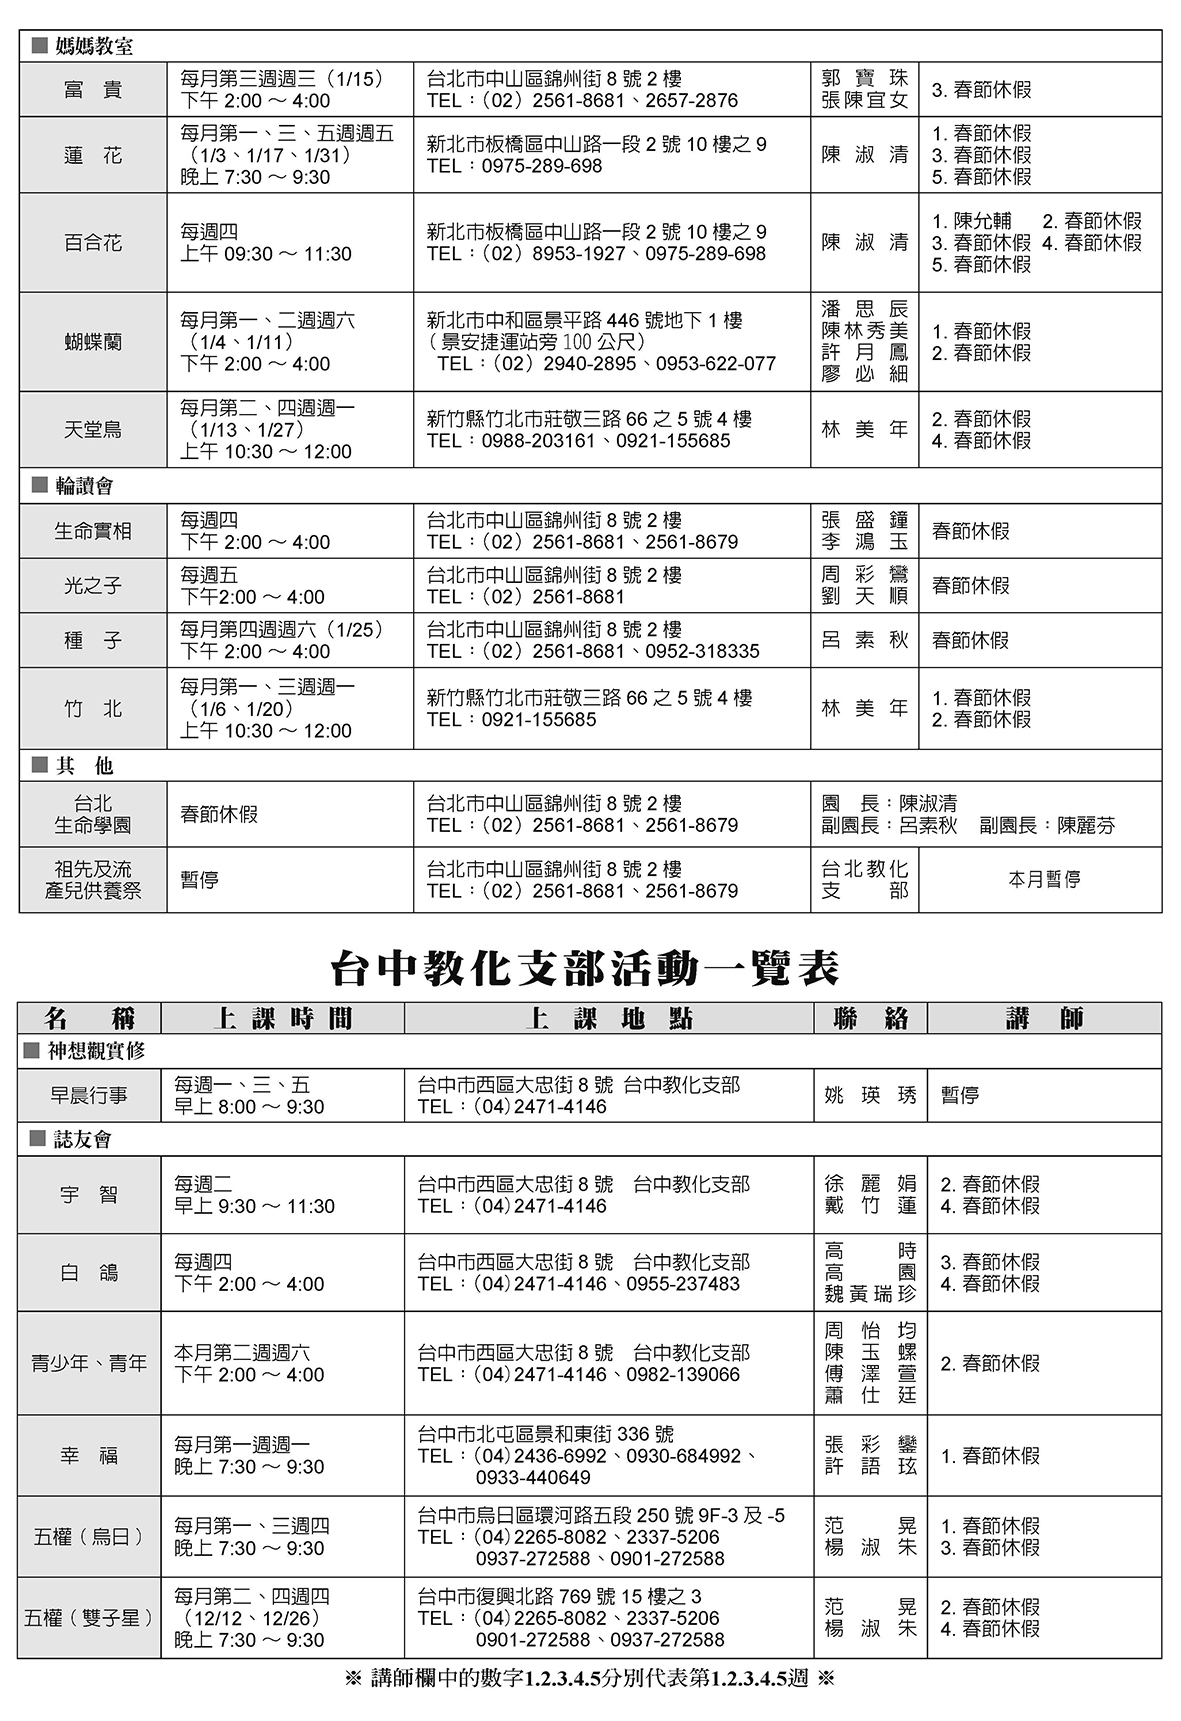 ■ 媽媽教室
富　貴
每月第三週週三（1/15）
下午 2:00 ～ 4:00
台北市中山區錦州街 8 號 2 樓
TEL：（02）2561-8681、2657-2876
郭寶珠
張陳宜女
3. 春節休假
蓮　花
每月第一、三、五週週五
（1/3、1/17、1/31）
晚上 7:30 ～ 9:30
新北市板橋區中山路一段 2 號 10 樓之 9
TEL：0975-289-698
陳淑清
1. 春節休假
3. 春節休假
5. 春節休假
百合花
每週四
上午 09:30 ～ 11:30
新北市板橋區中山路一段 2 號 10 樓之 9
TEL：（02）8953-1927、0975-289-698
陳淑清
1. 陳允輔　2. 春節休假
3. 春節休假 4. 春節休假
5. 春節休假
蝴蝶蘭
每月第一、二週週六
（1/4、1/11）
下午 2:00 ～ 4:00
新北市中和區景平路 446 號地下 1 樓
（景安捷運站旁 100 公尺）
TEL：（02）2940-2895、0953-622-077
潘思辰
陳林秀美
許月鳳
廖必細
1. 春節休假
2. 春節休假
天堂鳥
每月第二、四週週一
（1/13、1/27）
上午 10:30 ～ 12:00
新竹縣竹北市莊敬三路 66 之 5 號 4 樓
TEL：0988-203161、0921-155685
林美年
2. 春節休假
4. 春節休假
■ 輪讀會
生命實相
每週四
下午 2:00 ～ 4:00
台北市中山區錦州街 8 號 2 樓
TEL：（02）2561-8681、2561-8679
張盛鐘
李鴻玉
春節休假
光之子
每週五
下午2:00 ～ 4:00
台北市中山區錦州街 8 號 2 樓
TEL：（02）2561-8681
周彩鶯
劉天順
春節休假
種　子
每月第四週週六（1/25）
下午 2:00 ～ 4:00
台北市中山區錦州街 8 號 2 樓
TEL：（02）2561-8681、0952-318335
呂素秋
春節休假
竹　北
每月第一、三週週一
（1/6、1/20）
上午 10:30 ～ 12:00
新竹縣竹北市莊敬三路 66 之 5 號 4 樓
TEL：0921-155685
林美年
1. 春節休假
2. 春節休假
■ 其　他
台北
生命學園
春節休假
台北市中山區錦州街 8 號 2 樓
TEL：（02）2561-8681、2561-8679
園　長：陳淑清
副園長：呂素秋　副園長：陳麗芬
祖先及流
產兒供養祭
暫停
台北市中山區錦州街 8 號 2 樓
TEL：（02）2561-8681、2561-8679
台北教化
支部
本月暫停
台中教化支部活動一覽表
名　稱
上課時間
上課地點
聯絡
講師
■ 神想觀實修
早晨行事
每週一、三、五
早上 8:00 ～ 9:30
台中市西區大忠街 8 號 台中教化支部
TEL：（04）2471-4146
姚瑛琇
暫停
■ 誌友會
宇　智
每週二
早上 9:30 ～ 11:30
台中市西區大忠街 8 號　台中教化支部
TEL：（04）2471-4146
徐麗娟
戴竹蓮
2. 春節休假
4. 春節休假
白　鴿
每週四
下午 2:00 ～ 4:00
台中市西區大忠街 8 號　台中教化支部
TEL：（04）2471-4146、0955-237483
高時
高園
魏黃瑞珍
3. 春節休假
4. 春節休假
青少年、青年
本月第二週週六
下午 2:00 ～ 4:00
台中市西區大忠街 8 號　台中教化支部
TEL：（04）2471-4146、0982-139066
周怡均
陳玉螺
傅澤萱
蕭仕廷
2. 春節休假
幸　福
每月第一週週一
晚上 7:30 ～ 9:30
台中市北屯區景和東街 336 號
TEL：（04）2436-6992、0930-684992、
0933-440649
張彩鑾
許語玹
1. 春節休假
五權（烏日）
每月第一、三週四
晚上 7:30 ～ 9:30
台中市烏日區環河路五段 250 號 9F-3 及 -5
TEL：（04）2265-8082、2337-5206
0937-272588、0901-272588
范晃
楊淑朱
1. 春節休假
3. 春節休假
五權（雙子星）
每月第二、四週四
（12/12、12/26）
晚上 7:30 ～ 9:30
台中市復興北路 769 號 15 樓之 3
TEL：（04）2265-8082、2337-5206
0901-272588、0937-272588
范晃
楊淑朱
2. 春節休假
4. 春節休假
※ 講師欄中的數字1.2.3.4.5分別代表第1.2.3.4.5週 ※